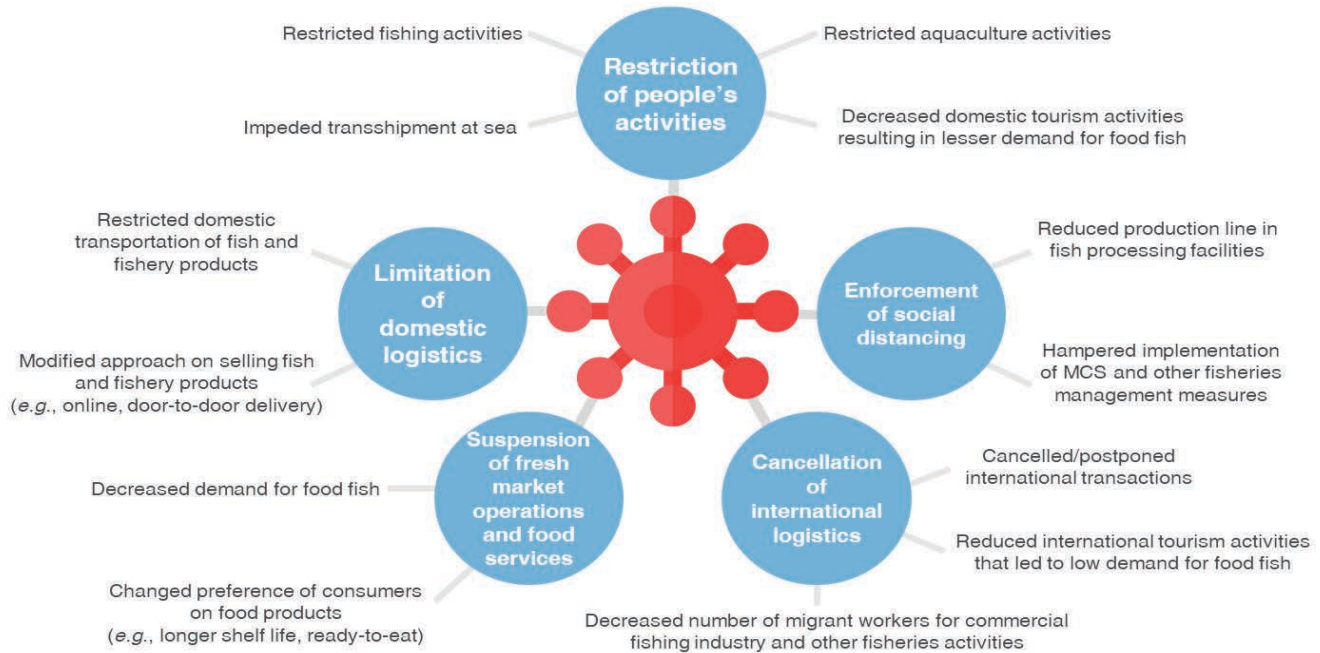 Restricted fishing activities
Restriction
of people's
activities
Restricted aquaculture activities
Impeded transshipment at sea
Decreased domestic tourism activities
resulting in lesser demand for food fish
Restricted domestic
transportation of fish and
fishery products
Limitation
of
domestic
logistics
Modified approach on selling fish
and fishery products
(e.g., online, door-to-door delivery)
Enforcement
of social
distancing
Reduced production line in
fish processing facilities
Hampered implementation
of MCS and other fisheries
management measures
Suspension
of fresh
market
operations
and food
services
Decreased demand for food fish
Changed preference of consumers
on food products
(e.g., longer shelf life, ready-to-eat)
Cancellation
of
international
logistics
Cancelled/postponed
international transactions
Reduced international tourism activities
that led to low demand for food fish
Decreased number of migrant workers for commercial
fishing industry and other fisheries activities